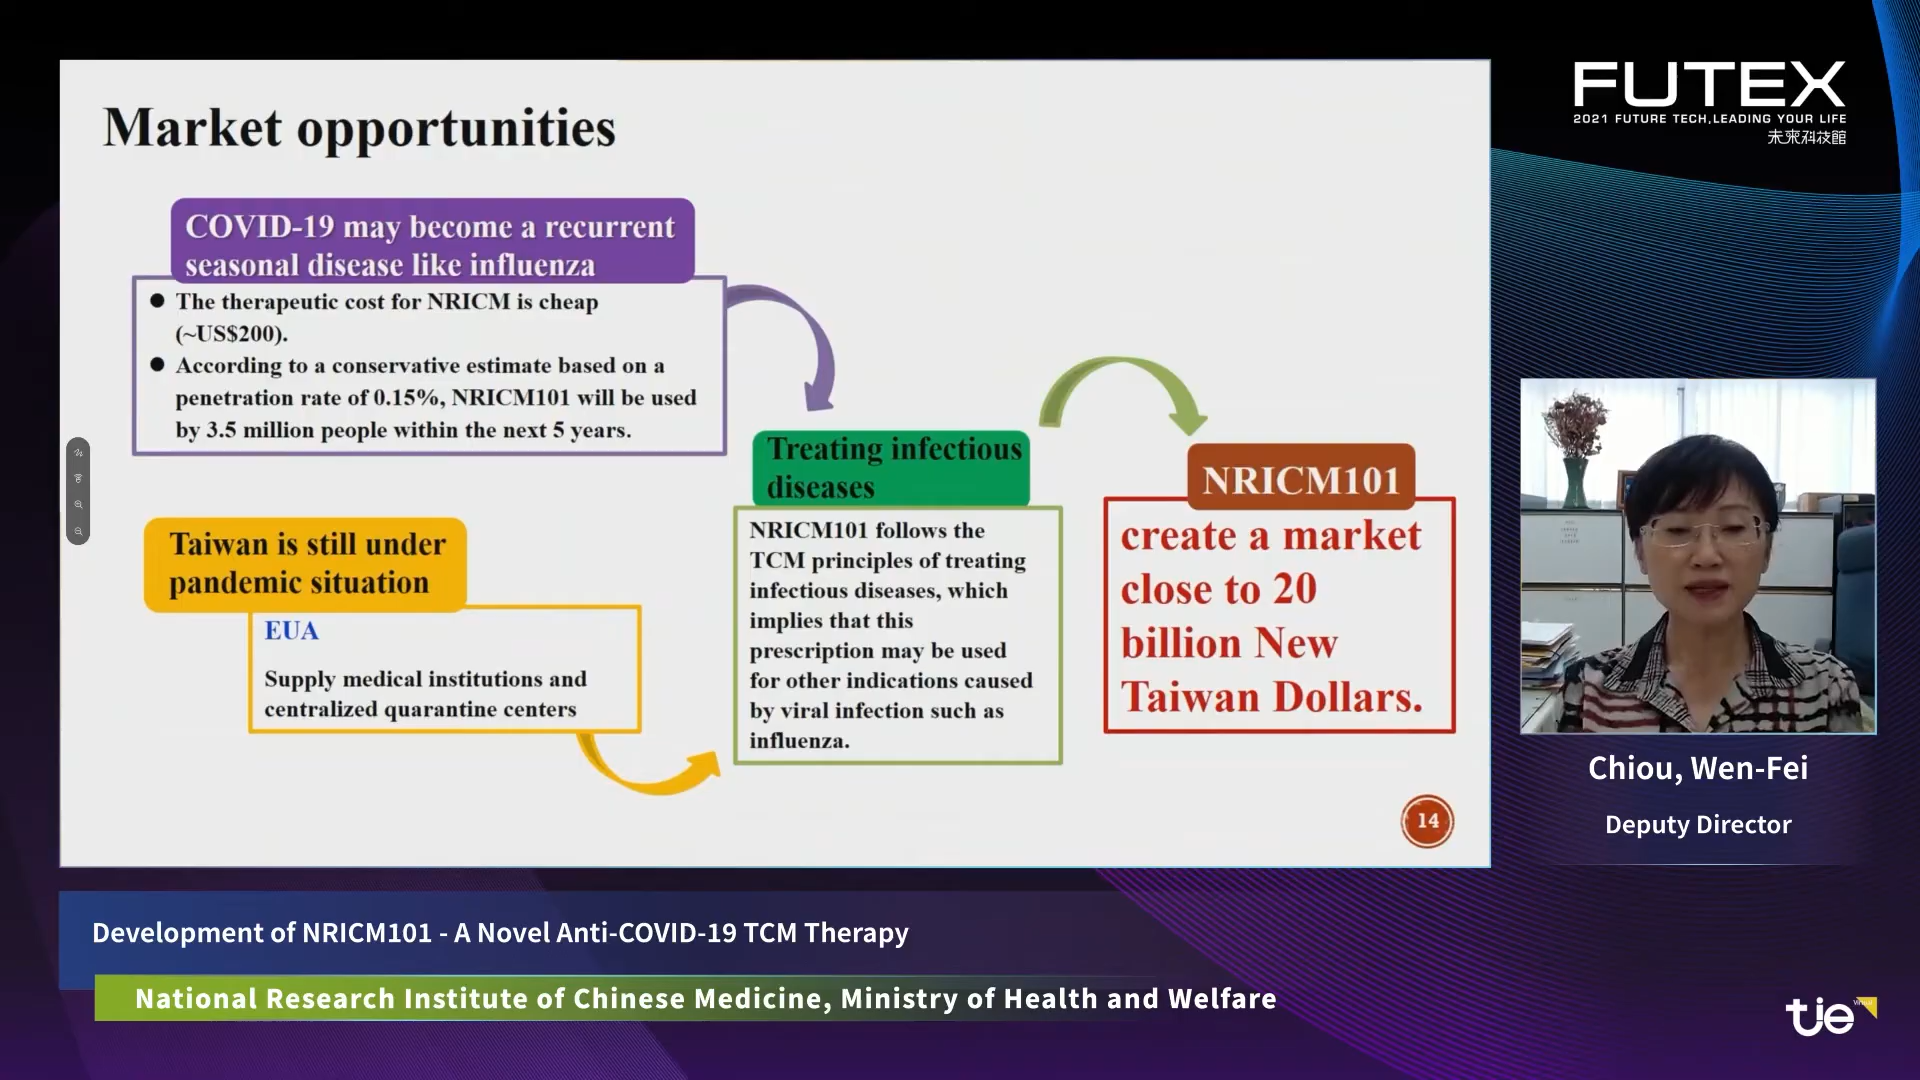 FUTEX
2021 FUTURE TECH,LEADING YOUR LIFE
未來科技館
Market opportunities
COVID-19 may become a recurrent
seasonal disease like influenza
● The therapeutic cost for NRICM is cheap
(~US$200).
● According to a conservative estimate based on a
penetration rate of 0.15%, NRICM101 will be used
by 3.5 million people within the next 5 years.
Taiwan is still under
pandemic situation
EUA
Supply medical institutions and
centralized quarantine centers
Treating infectious
diseases
NRICM101 follows the
TCM principles of treating
infectious diseases, which
implies that this
prescription may be used
for other indications caused
by viral infection such as
influenza.
NRICM101
create a market
close to 20
billion New
Taiwan Dollars.
14
Chiou, Wen-Fei
Deputy Director
Development of NRICM101 - A Novel Anti-COVID-19 TCM Therapy
National Research Institute of Chinese Medicine, Ministry of Health and Welfare
tie
Virtual